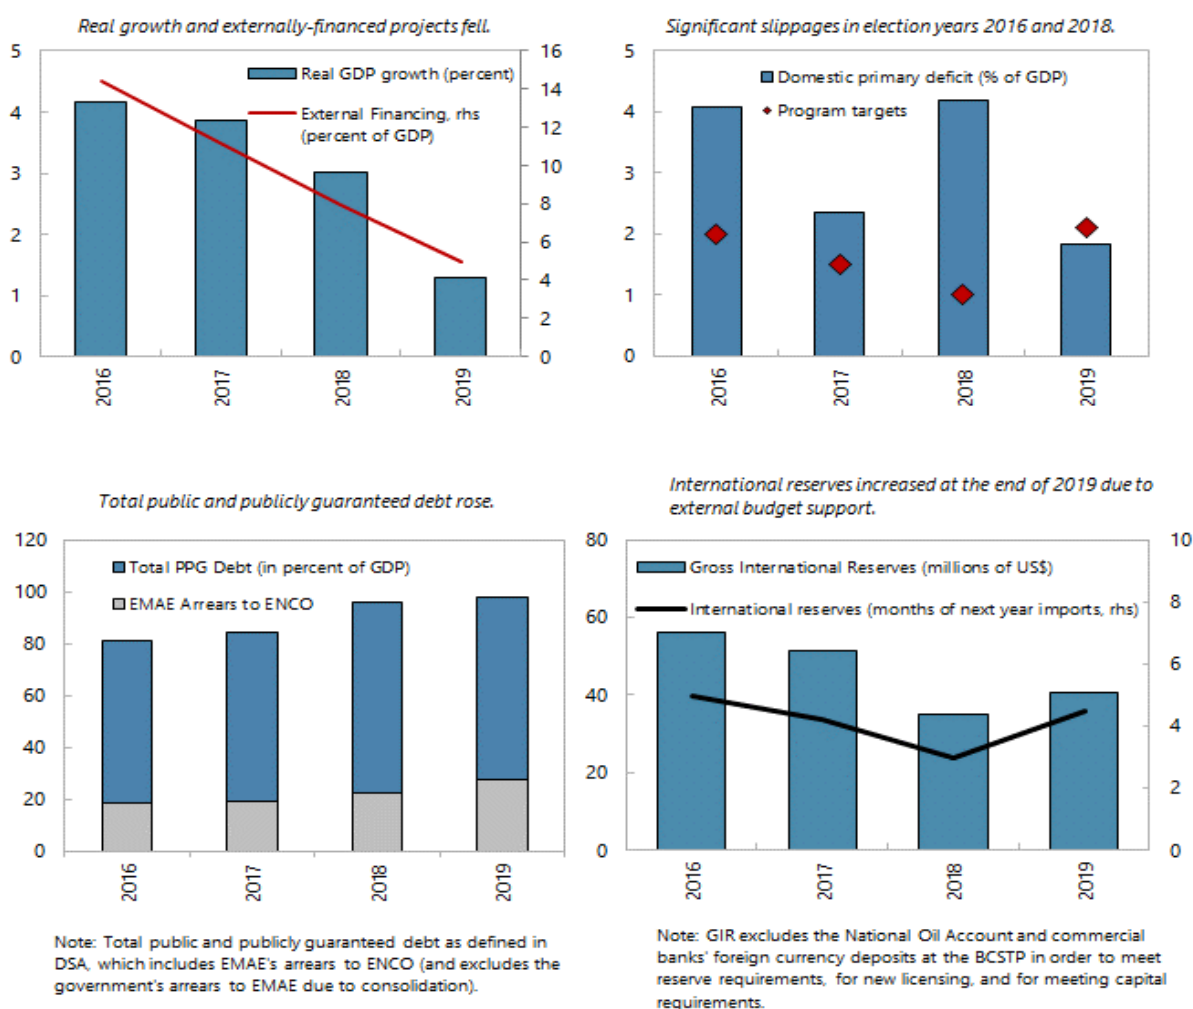 Real growth and externally-financed projects fell.
5
4
3
2
1
0
16
14
12
10
8
6
4
2
0
Real GDP growth (percent)
External Financing, rhs
(percent of GDP)
2016
2017
2018
2019
Significant slippages in election years 2016 and 2018.
5
4
3
2
1
0
Domestic primary deficit (% of GDP)
Program targets
2016
2017
2018
2019
Total public and publicly guaranteed debt rose.
120
100
80
60
40
20
0
Total PPG Debt (in percent of GDP)
EMAE Arrears to ENCO
2016
2017
2018
2019
Note: Total public and publicly guaranteed debt as defined in
DSA, which includes EMAE's arrears to ENCO (and excludes the
government's arrears to EMAE due to consolidation).
International reserves increased at the end of 2019 due to
external budget support.
80
60
40
20
0
10
8
6
4
2
0
Gross International Reserves (millions of US$)
International reserves (months of next year imports, rhs)
2016
2017
2018
2019
Note: GIR excludes the National Oil Account and commercial
banks' foreign currency deposits at the BCSTP in order to meet
reserve requirements, for new licensing, and for meeting capital
requirements.